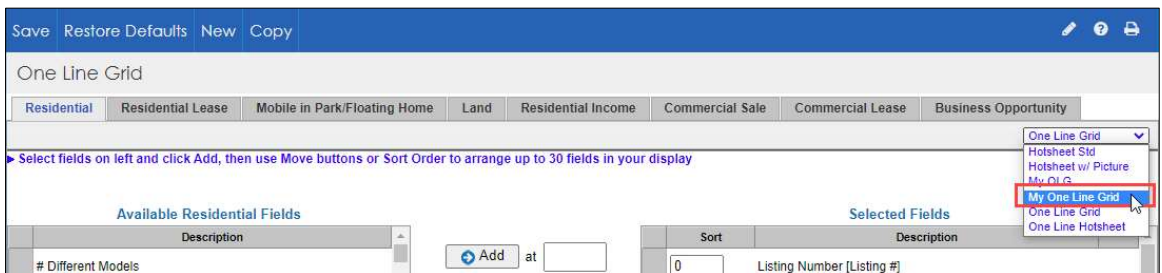 Save Restore Defaults New Copy
One Line Grid
Residential Residential Lease Mobile in Park/Floating Home Land Residential Income Commercial Sale Commercial Lease Business Opportunity
One Line Grid
Select fields on left and click Add, then use Move buttons or Sort Order to arrange up to 30 fields in your display
Hotsheet Std
Hotsheet w/ Picture
My OLG
My One Line Grid
One Line Grid
One Line Hotsheet
Available Residential Fields
Selected Fields
Description
Add at
Sort Description
# Different Models
0 Listing Number [Listing #]